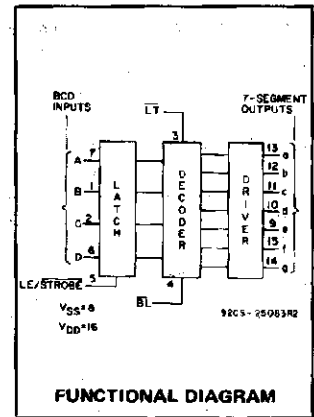 BCD
INPUTS
7-SEGMENT
OUTPUTS
LT
3
A 7
B 1
C 2
D 6
LATCH
DECODER
DRIVER
13 a
12 b
11 c
10 d
9 e
15 f
14 g
5
LE/STROBE
4
BL
VSS=8
VDD=16
92CS-25083R2
FUNCTIONAL DIAGRAM